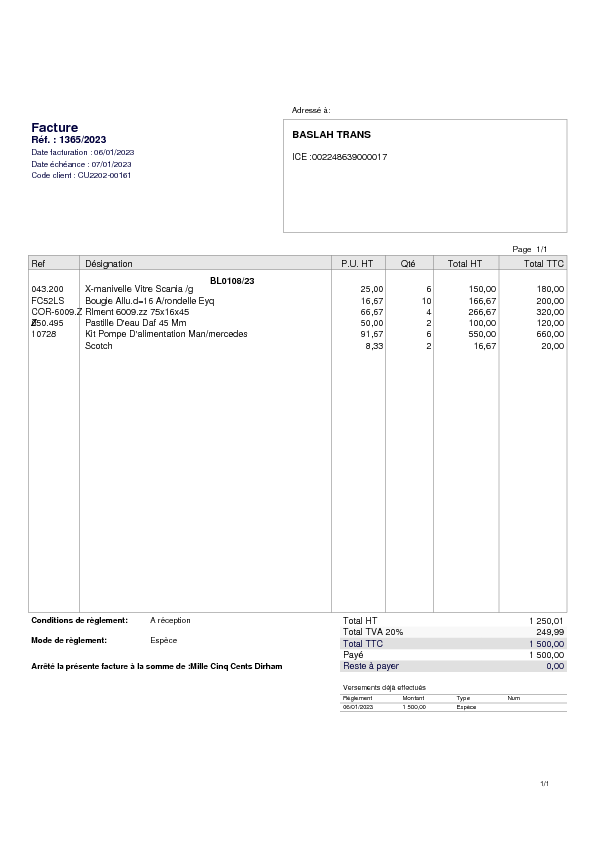 Adressé à:
Facture
Réf. : 1365/2023
Date facturation : 06/01/2023
Date échéance : 07/01/2023
Code client : CU2202-00161
BASLAH TRANS
ICE :002248639000017
Page 1/1
Ref Désignation P.U. HT Qté Total HT Total TTC
BL0108/23
043.200 X-manivelle Vitre Scania /g 25,00 6 150,00 180,00
FC52LS Bougie Allu.d=16 A/rondelle Eyq 16,67 10 166,67 200,00
COR-6009.Z Rlment 6009.zz 75x16x45 66,67 4 266,67 320,00
Z
050.495 Pastille D'eau Daf 45 Mm 50,00 2 100,00 120,00
10728 Kit Pompe D'alimentation Man/mercedes 91,67 6 550,00 660,00
Scotch 8,33 2 16,67 20,00
Conditions de règlement: A réception
Mode de règlement: Espèce
Arrêté la présente facture à la somme de :Mille Cinq Cents Dirham
Total HT 1 250,01
Total TVA 20% 249,99
Total TTC 1 500,00
Payé 1 500,00
Reste à payer 0,00
Versements déjà éffectués
Règlement Montant Type Num
06/01/2023 1 500,00 Espèce
1/1